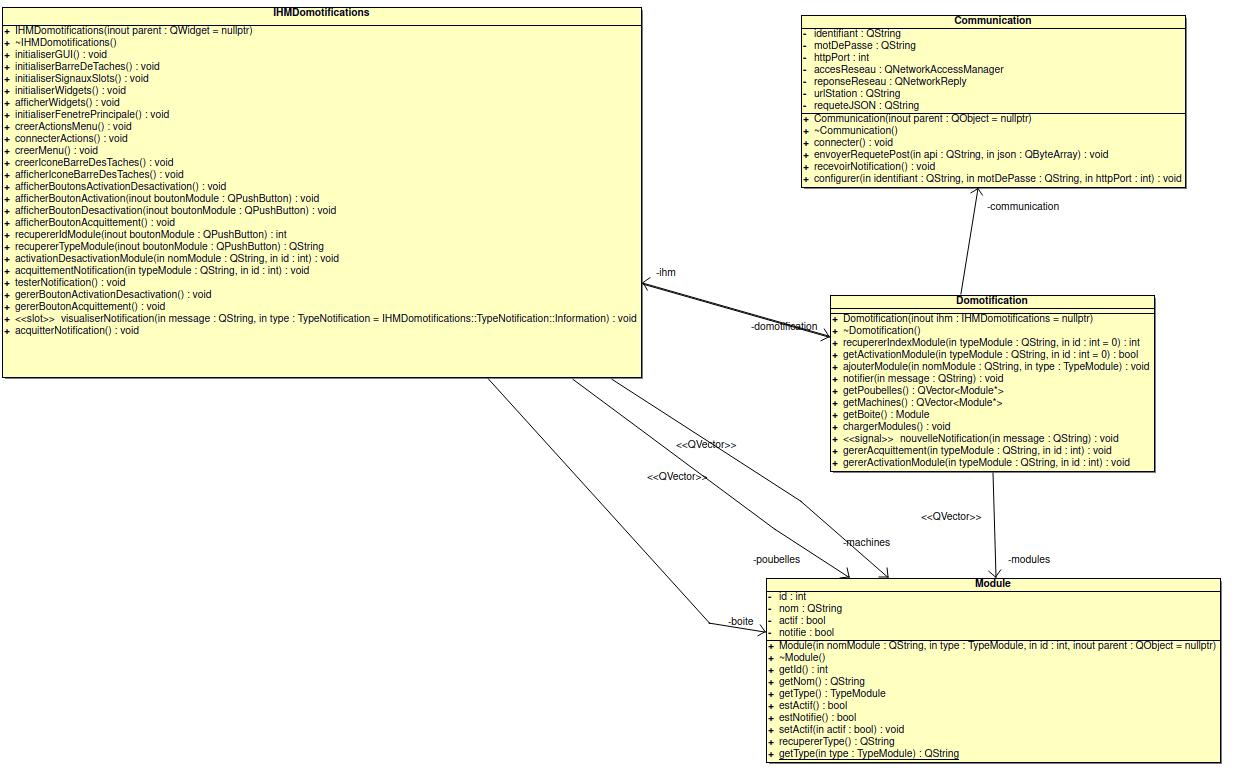 IHMDomotifications
+ IHMDomotifications(inout parent : QWidget = nullptr)
+ ~IHMDomotifications()
+ initialiserGUI() : void
+ initialiserBarreDeTaches() : void
+ initialiserSignauxSlots() : void
+ initialiserWidgets() : void
+ afficherWidgets() : void
+ initialiserFenetrePrincipale() : void
+ creerActionsMenu() : void
+ connecterActions() : void
+ creerMenu() : void
+ creerIconeBarreDesTaches() : void
+ afficherIconeBarreDesTaches() : void
+ afficherBoutonsActivationDesactivation() : void
+ afficherBoutonActivation(inout boutonModule : QPushButton) : void
+ afficherBoutonDesactivation(inout boutonModule : QPushButton) : void
+ afficherBoutonAcquittement() : void
+ recupererIdModule(inout boutonModule : QPushButton) : int
+ recupererTypeModule(inout boutonModule : QPushButton) : QString
+ activationDesactivationModule(in nomModule : QString, in id : int) : void
+ acquittementNotification(in typeModule : QString, in id : int) : void
+ testerNotification() : void
+ gererBoutonActivationDesactivation() : void
+ gererBoutonAcquittement() : void
+ <<slot>> visualiserNotification(in message : QString, in type : TypeNotification = IHMDomotifications::TypeNotification::Information) : void
+ acquitterNotification() : void
Communication
- identifiant : QString
- motDePasse : QString
- httpPort : int
- accesReseau : QNetworkAccessManager
- reponseReseau : QNetworkReply
- urlStation : QString
- requeteJSON : QString
+ Communication(inout parent : QObject = nullptr)
+ ~Communication()
+ connecter() : void
+ envoyerRequetePost(in api : QString, in json : QByteArray) : void
+ recevoirNotification() : void
+ configurer(in identifiant : QString, in motDePasse : QString, in httpPort : int) : void
-communication
-ihm
-domotification
Domotification
+ Domotification(inout ihm : IHMDomotifications = nullptr)
+ ~Domotification()
+ recupererIndexModule(in typeModule : QString, in id : int = 0) : int
+ getActivationModule(in typeModule : QString, in id : int = 0) : bool
+ ajouterModule(in nomModule : QString, in type : TypeModule) : void
+ notifier(in message : QString) : void
+ getPoubelles() : QVector<Module*>
+ getMachines() : QVector<Module*>
+ getBoite() : Module
+ chargerModules() : void
+ <<signal>> nouvelleNotification(in message : QString) : void
+ gererAcquittement(in typeModule : QString, in id : int) : void
+ gererActivationModule(in typeModule : QString, in id : int) : void
<<QVector>>
<<QVector>>
<<QVector>>
-machines
-poubelles
-modules
-boite
Module
- id : int
- nom : QString
- actif : bool
- notifie : bool
+ Module(in nomModule : QString, in type : TypeModule, in id : int, inout parent : QObject = nullptr)
+ ~Module()
+ getId() : int
+ getNom() : QString
+ getType() : TypeModule
+ estActif() : bool
+ estNotifie() : bool
+ setActif(in actif : bool) : void
+ recupererType() : QString
+ getType(in type : TypeModule) : QString